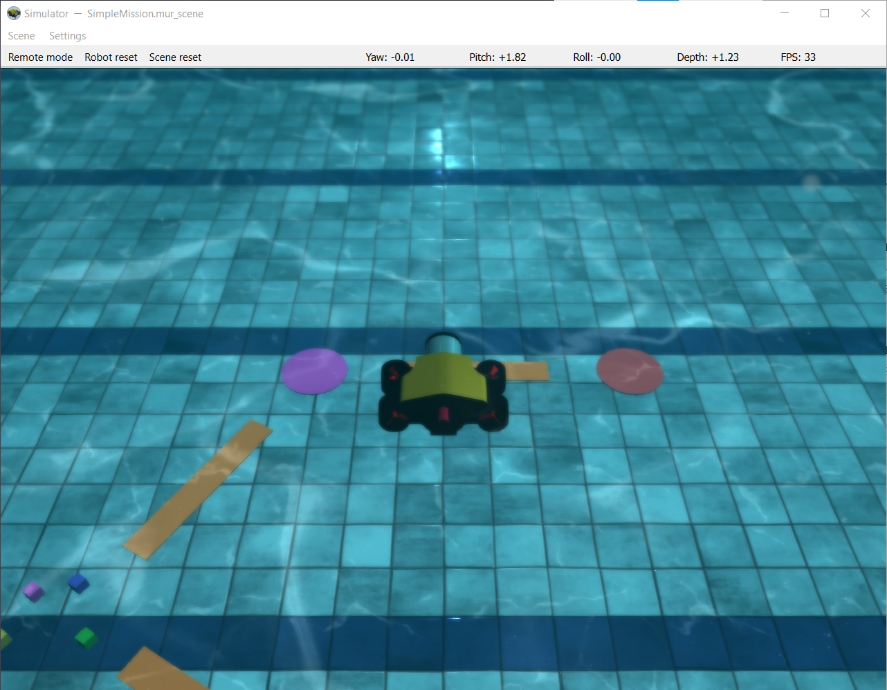 Simulator — SimpleMission.mur_scene
Scene Settings
Remote mode Robot reset Scene reset Yaw: -0.01 Pitch: +1.82 Roll: -0.00 Depth: +1.23 FPS: 33